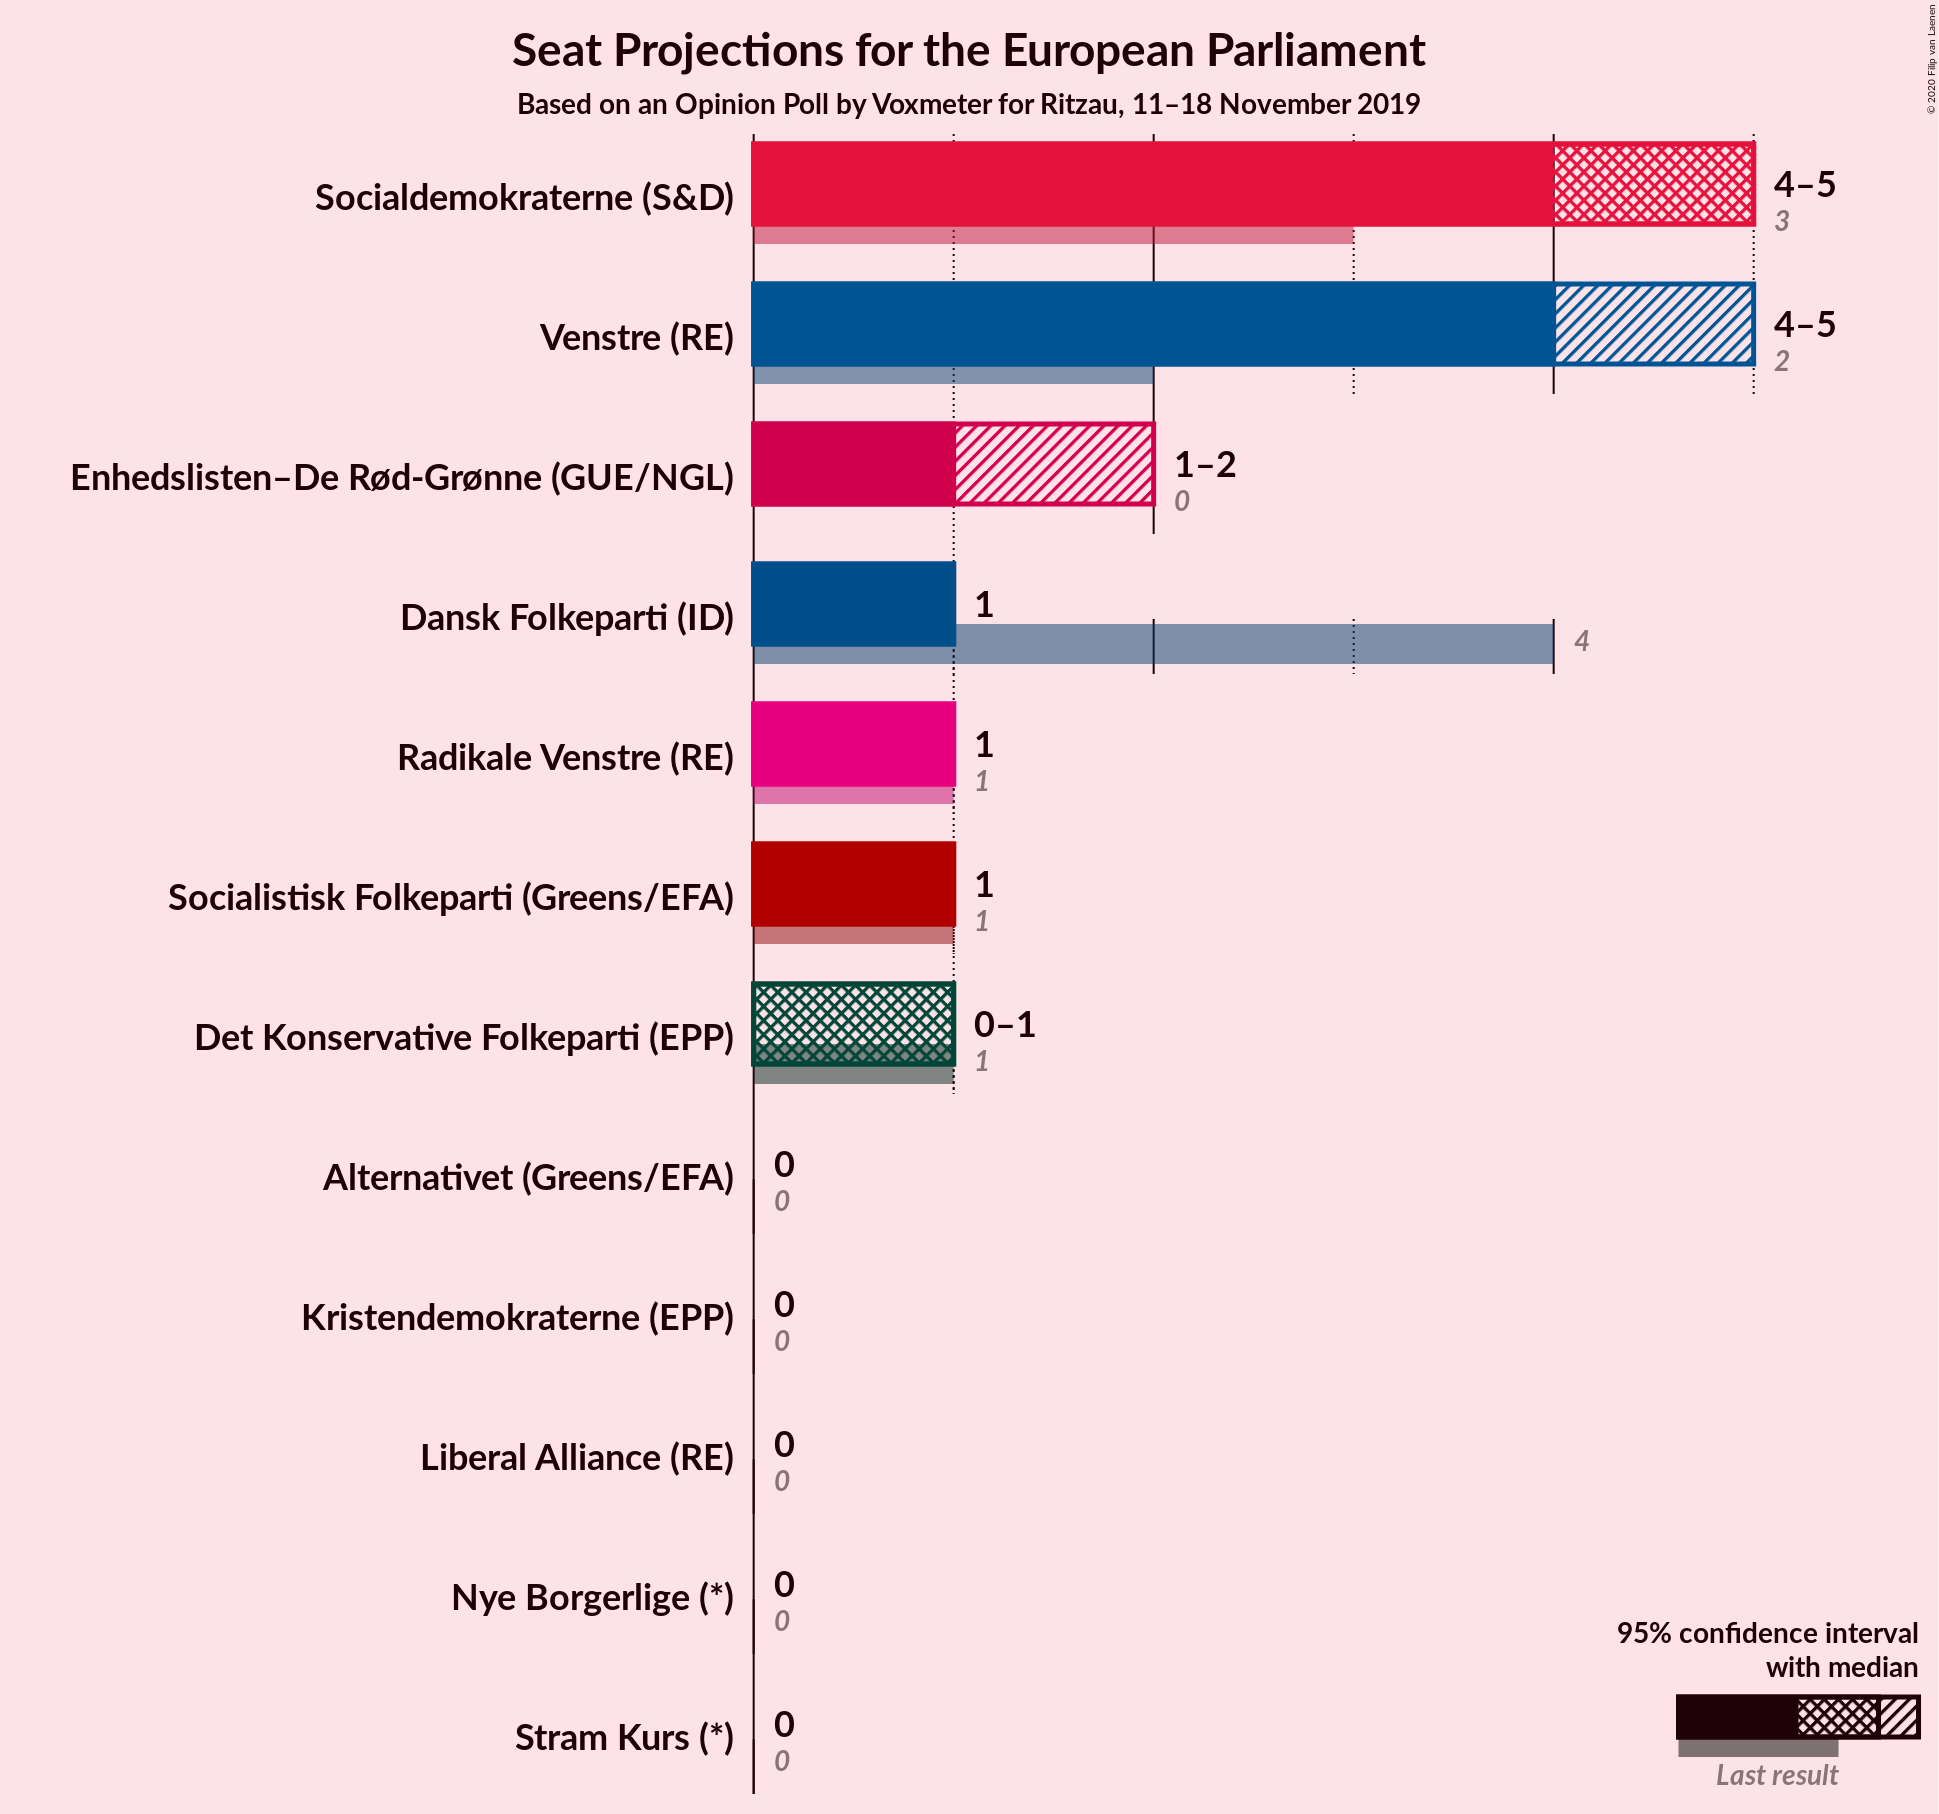 Seat Projections for the European Parliament
Based on an Opinion Poll by Voxmeter for Ritzau, 11–18 November 2019
© 2020 Filip van Laenen
Socialdemokraterne (S&D)
4–5
3
Venstre (RE)
4–5
2
Enhedslisten–De Rød-Grønne (GUE/NGL)
1–2
0
Dansk Folkeparti (ID)
1
4
Radikale Venstre (RE)
1
1
Socialistisk Folkeparti (Greens/EFA)
1
1
Det Konservative Folkeparti (EPP)
0–1
1
Alternativet (Greens/EFA)
0
0
Kristendemokraterne (EPP)
0
0
Liberal Alliance (RE)
0
0
Nye Borgerlige (*)
0
0
Stram Kurs (*)
0
0
95% confidence interval
with median
Last result